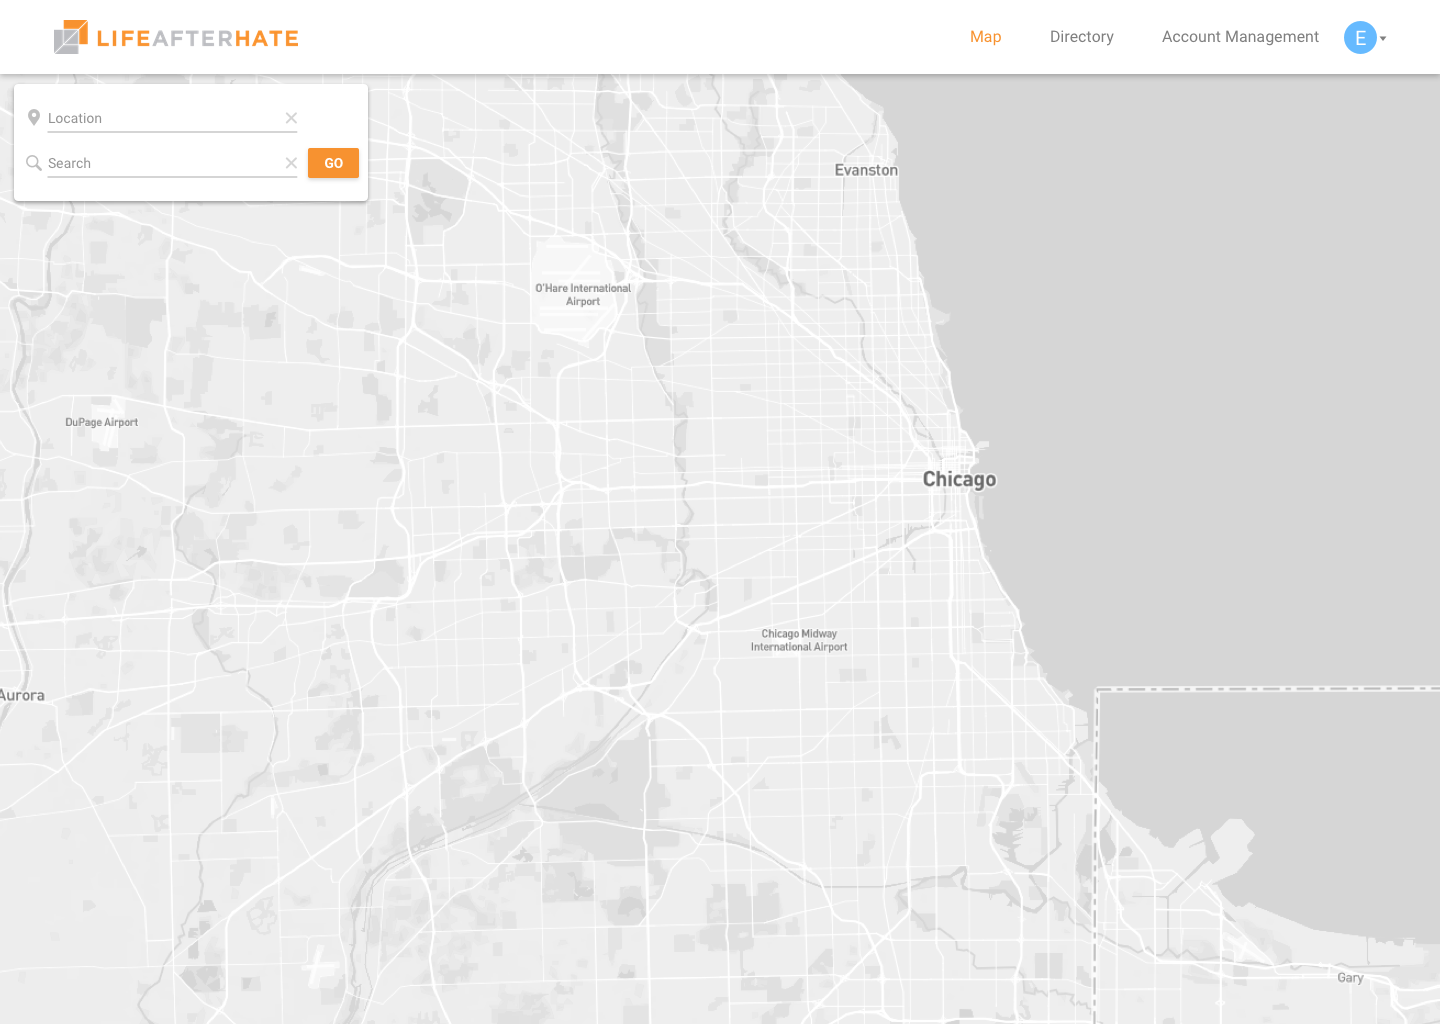 LIFEAFTERHATE
Map
Directory
Account Management
E
Location
Search
GO
Evanston
O'Hare International
Airport
DuPage Airport
Chicago
Chicago Midway
International Airport
Aurora
Gary